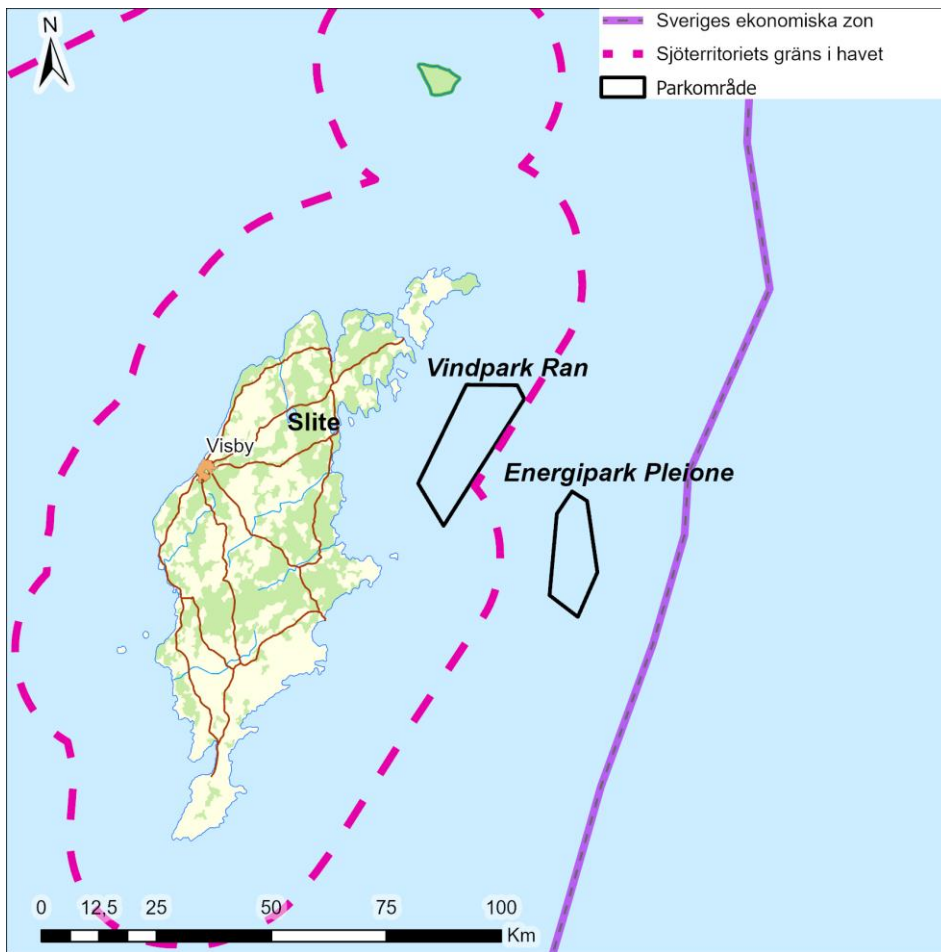 N
Sveriges ekonomiska zon
Sjöterritoriets gräns i havet
Parkområde
Vindpark Ran
Slite
Visby
Energipark Pleione
0 12,5 25 50 75 100
Km